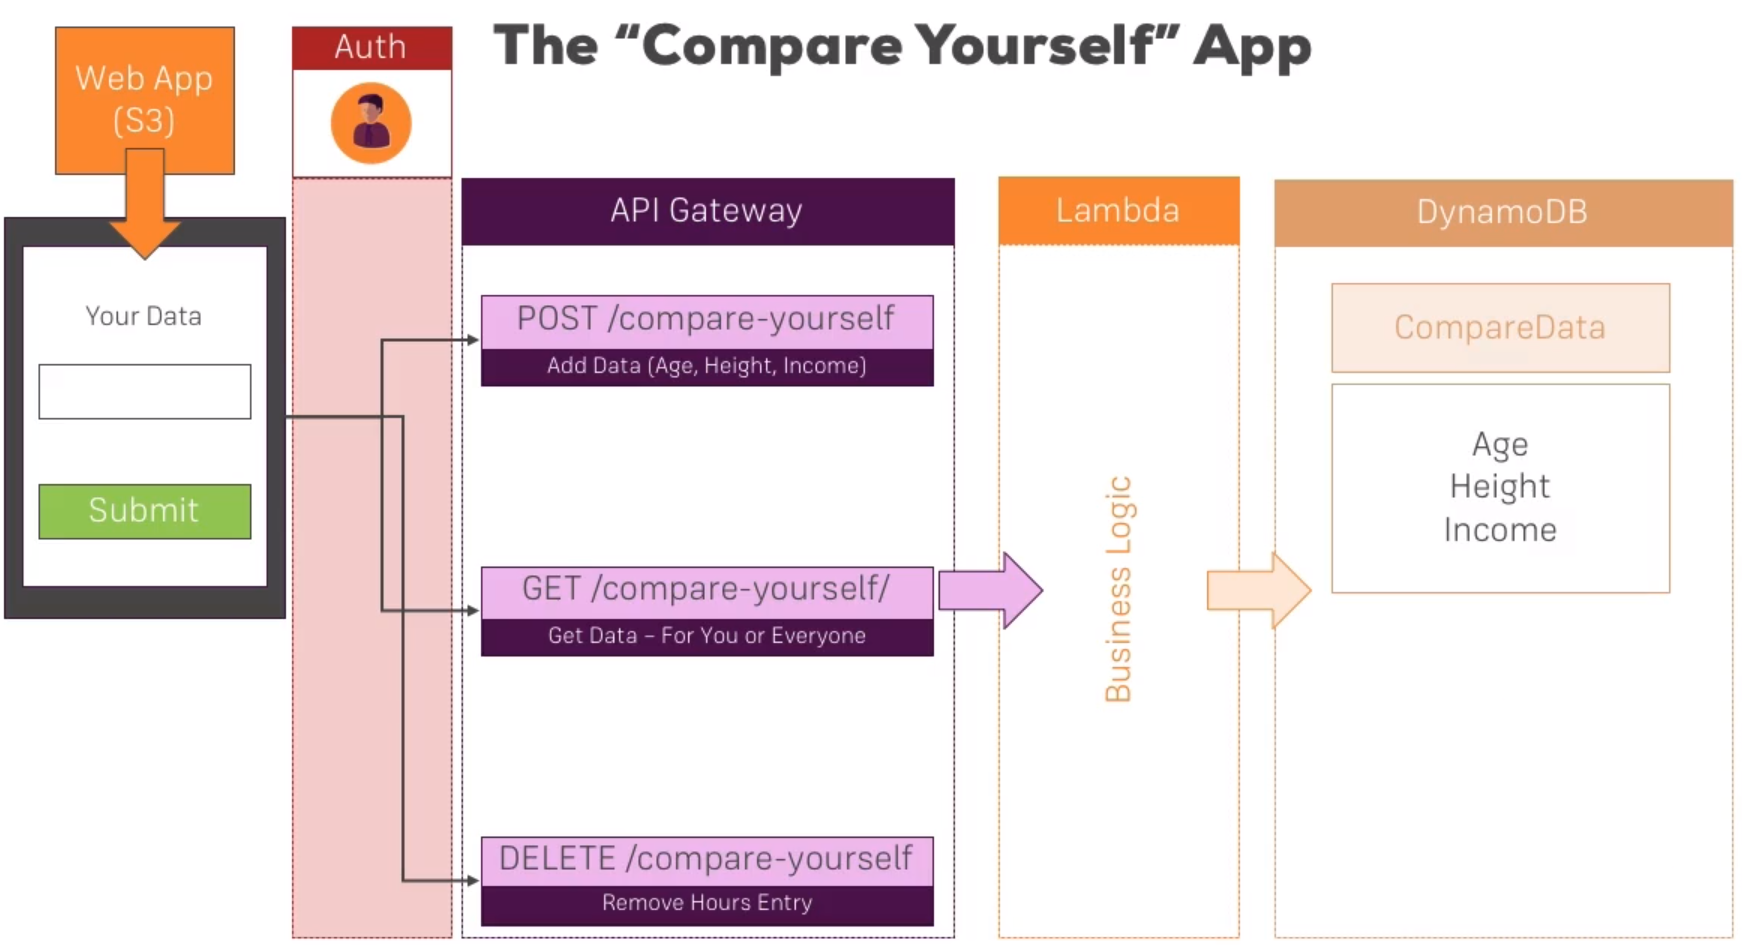 The “Compare Yourself” App
Web App
(S3)
Auth
Your Data
Submit
API Gateway
POST /compare-yourself
Add Data (Age, Height, Income)
GET /compare-yourself/
Get Data – For You or Everyone
DELETE /compare-yourself
Remove Hours Entry
Lambda
Business Logic
DynamoDB
CompareData
Age
Height
Income